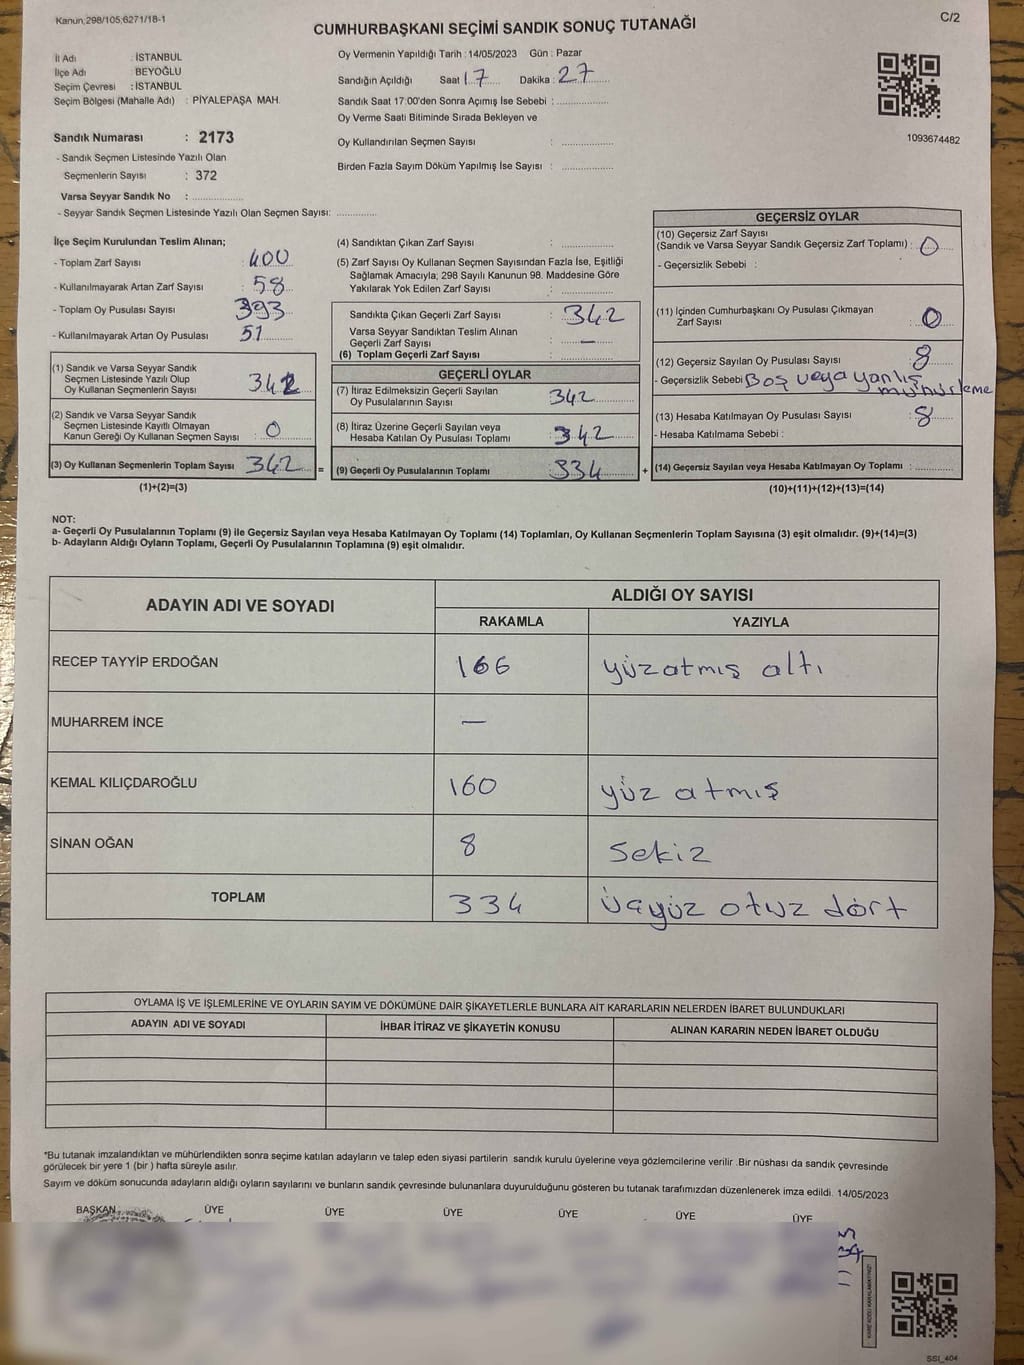 Kanun,298/105,6271/18-1
C/2
CUMHURBAŞKANI SEÇİMİ SANDIK SONUÇ TUTANAĞI
İl Adı : İSTANBUL
İlçe Adı : BEYOĞLU
Seçim Çevresi : İSTANBUL
Seçim Bölgesi (Mahalle Adı) : PİYALEPAŞA MAH.
Oy Vermenin Yapıldığı Tarih : 14/05/2023 Gün : Pazar
Sandığın Açıldığı Saat 17 Dakika : 27
Sandık Saat 17:00'den Sonra Açımış İse Sebebi :
Oy Verme Saati Bitiminde Sırada Bekleyen ve
Oy Kullandırılan Seçmen Sayısı :
Birden Fazla Sayım Döküm Yapılmış İse Sayısı :
1093674482
Sandık Numarası : 2173
- Sandık Seçmen Listesinde Yazılı Olan
Seçmenlerin Sayısı : 372
Varsa Seyyar Sandık No :
- Seyyar Sandık Seçmen Listesinde Yazılı Olan Seçmen Sayısı:
İlçe Seçim Kurulundan Teslim Alınan;
- Toplam Zarf Sayısı : 400
- Kullanılmayarak Artan Zarf Sayısı : 58
- Toplam Oy Pusulası Sayısı : 393
- Kullanılmayarak Artan Oy Pusulası 51
(1) Sandık ve Varsa Seyyar Sandık
Seçmen Listesinde Yazılı Olup
Oy Kullanan Seçmenlerin Sayısı : 342
(2) Sandık ve Varsa Seyyar Sandık
Seçmen Listesinde Kayıtlı Olmayan
Kanun Gereği Oy Kullanan Seçmen Sayısı : 0
(3) Oy Kullanan Seçmenlerin Toplam Sayısı 342
(1)+(2)=(3)
(4) Sandıktan Çıkan Zarf Sayısı :
(5) Zarf Sayısı Oy Kullanan Seçmen Sayısından Fazla İse, Eşitliği
Sağlamak Amacıyla; 298 Sayılı Kanunun 98. Maddesine Göre
Yakılarak Yok Edilen Zarf Sayısı :
Sandıkta Çıkan Geçerli Zarf Sayısı : 342
Varsa Seyyar Sandıktan Teslim Alınan
Geçerli Zarf Sayısı : —
(6) Toplam Geçerli Zarf Sayısı :
=
GEÇERLİ OYLAR
(7) İtiraz Edilmeksizin Geçerli Sayılan
Oy Pusulalarının Sayısı : 342
(8) İtiraz Üzerine Geçerli Sayılan veya
Hesaba Katılan Oy Pusulası Toplamı : 342
(9) Geçerli Oy Pusulalarının Toplamı : 334
+
GEÇERSİZ OYLAR
(10) Geçersiz Zarf Sayısı
(Sandık ve Varsa Seyyar Sandık Geçersiz Zarf Toplamı) : 0
- Geçersizlik Sebebi :
(11) İçinden Cumhurbaşkanı Oy Pusulası Çıkmayan
Zarf Sayısı : 0
(12) Geçersiz Sayılan Oy Pusulası Sayısı : 8
- Geçersizlik Sebebi Boş veya yanlış
mühürleme
(13) Hesaba Katılmayan Oy Pusulası Sayısı : 8
- Hesaba Katılmama Sebebi :
(14) Geçersiz Sayılan veya Hesaba Katılmayan Oy Toplamı :
(10)+(11)+(12)+(13)=(14)
NOT:
a- Geçerli Oy Pusulalarının Toplamı (9) ile Geçersiz Sayılan veya Hesaba Katılmayan Oy Toplamı (14) Toplamları, Oy Kullanan Seçmenlerin Toplam Sayısına (3) eşit olmalıdır. (9)+(14)=(3)
b- Adayların Aldığı Oyların Toplamı, Geçerli Oy Pusulalarının Toplamına (9) eşit olmalıdır.
ADAYIN ADI VE SOYADI
ALDIĞI OY SAYISI
RAKAMLA YAZIYLA
RECEP TAYYİP ERDOĞAN 166 yüzatmış altı
MUHARREM İNCE —
KEMAL KILIÇDAROĞLU 160 yüz atmış
SİNAN OĞAN 8 Sekiz
TOPLAM 334 üçyüz otuz dört
OYLAMA İŞ VE İŞLEMLERİNE VE OYLARIN SAYIM VE DÖKÜMÜNE DAİR ŞİKAYETLERLE BUNLARA AİT KARARLARIN NELERDEN İBARET BULUNDUKLARI
ADAYIN ADI VE SOYADI İHBAR İTİRAZ VE ŞİKAYETİN KONUSU ALINAN KARARIN NEDEN İBARET OLDUĞU
*Bu tutanak imzalandıktan ve mühürlendikten sonra seçime katılan adayların ve talep eden siyasi partilerin sandık kurulu üyelerine veya gözlemcilerine verilir .Bir nüshası da sandık çevresinde
görülecek bir yere 1 (bir ) hafta süreyle asılır.
Sayım ve döküm sonucunda adayların aldığı oyların sayılarını ve bunların sandık çevresinde bulunanlara duyurulduğunu gösteren bu tutanak tarafımızdan düzenlenerek imza edildi. 14/05/2023
BAŞKAN ÜYE ÜYE ÜYE ÜYE ÜYE ÜYE
SSI_404